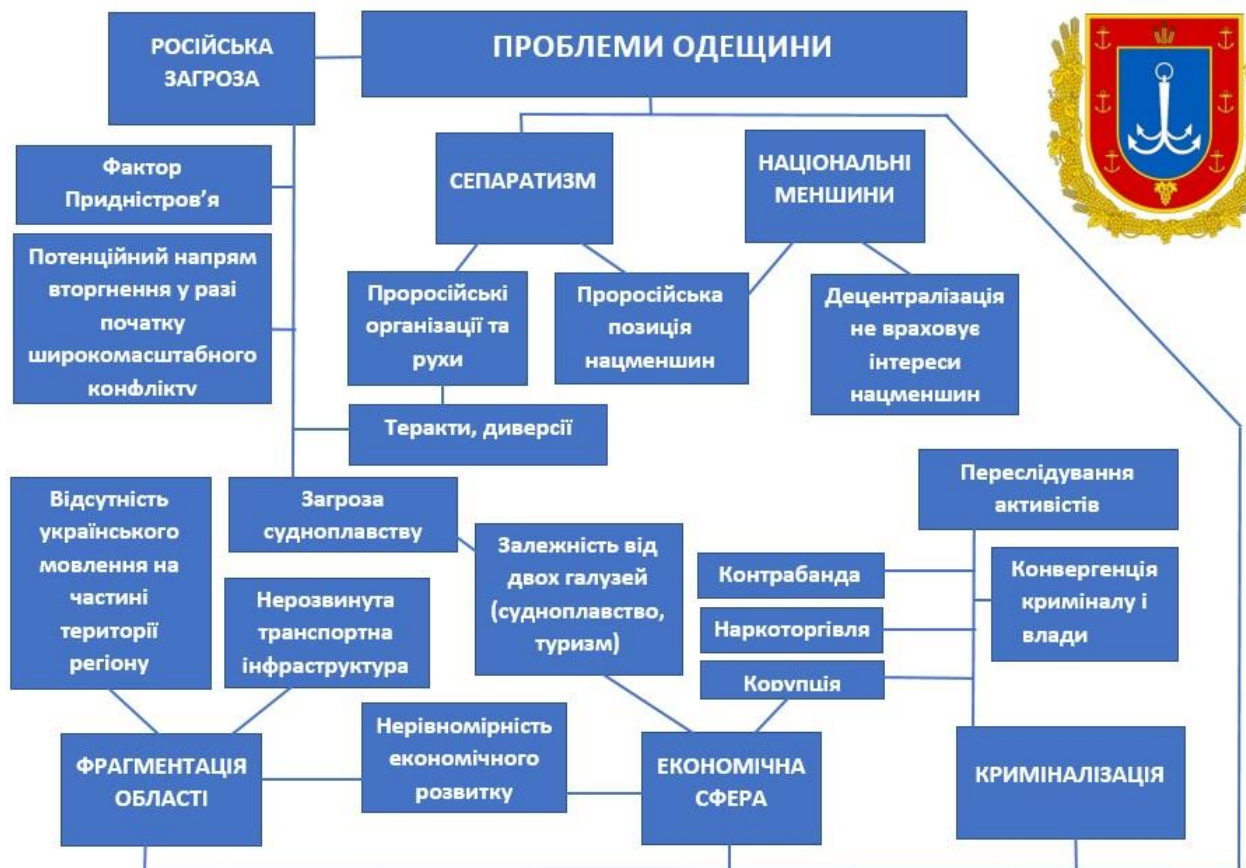 РОСІЙСЬКА
ЗАГРОЗА
ПРОБЛЕМИ ОДЕЩИНИ
Фактор
Придністров’я
СЕПАРАТИЗМ
НАЦІОНАЛЬНІ
МЕНШИНИ
Потенційний напрям
вторгнення у разі
початку
широкомасштабного
конфлікту
Проросійські
організації та
рухи
Проросійська
позиція
нацменшин
Децентралізація
не враховує
інтереси
нацменшин
Теракти, диверсії
Відсутність
українського
мовлення на
частині
території
регіону
Загроза
судноплавству
Нерозвинута
транспортна
інфраструктура
Залежність від
двох галузей
(судноплавство,
туризм)
Переслідування
активістів
Контрабанда
Наркоторгівля
Корупція
Конвергенція
криміналу і
влади
ФРАГМЕНТАЦІЯ
ОБЛАСТІ
Нерівномірність
економічного
розвитку
ЕКОНОМІЧНА
СФЕРА
КРИМІНАЛІЗАЦІЯ